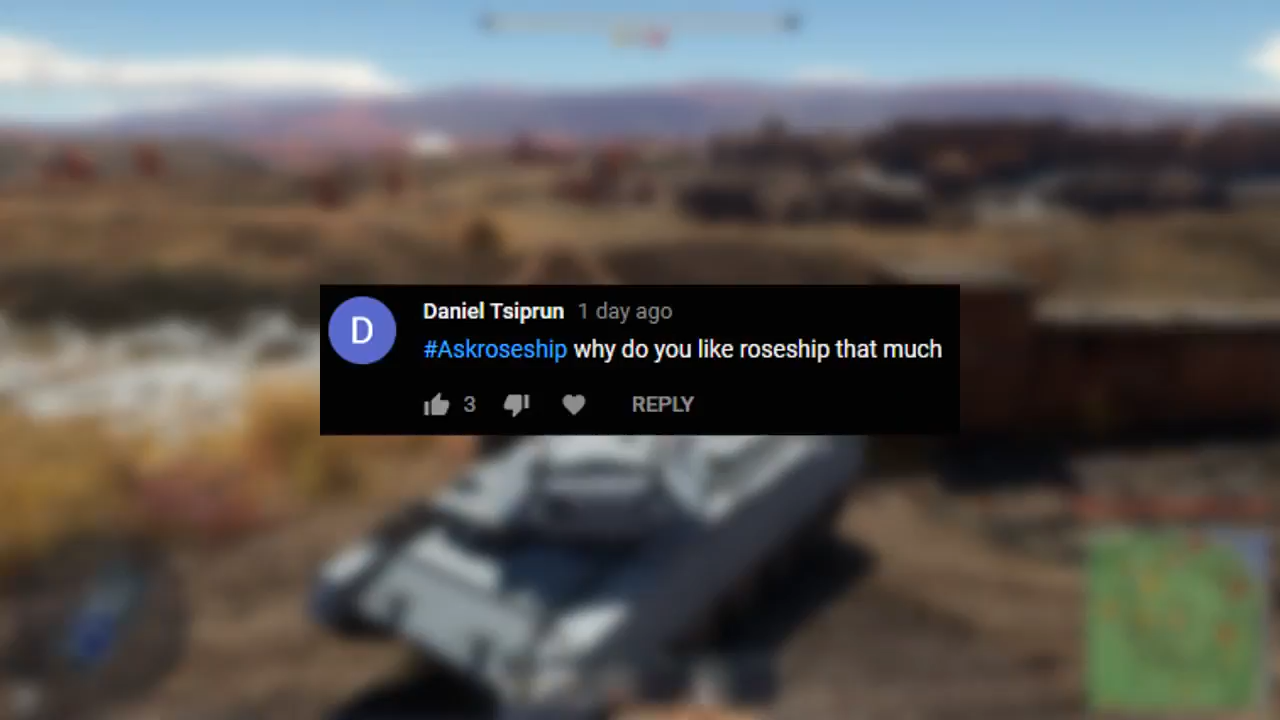 D
Daniel Tsiprun 1 day ago
#Askroseship why do you like roseship that much
3
REPLY